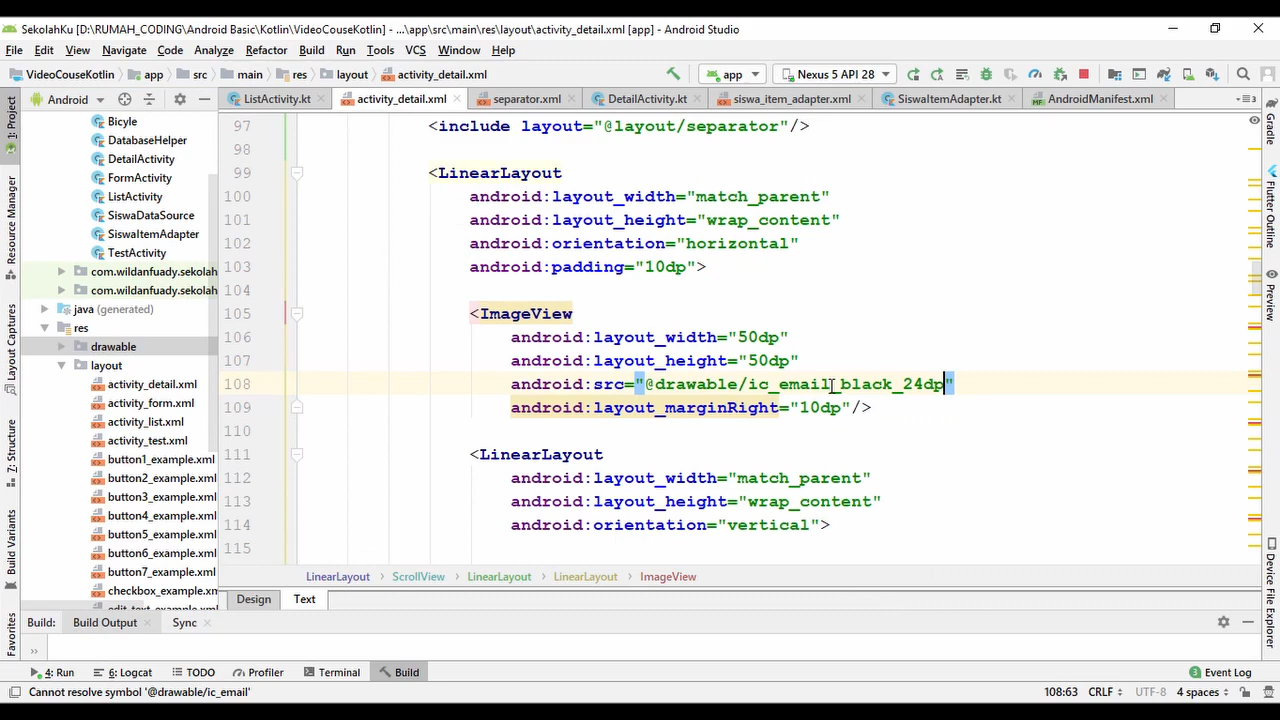 SekolahKu [D:\RUMAH_CODING\Android Basic\Kotlin\VideoCouseKotlin] - ...\app\src\main\res\layout\activity_detail.xml [app] - Android Studio
File Edit View Navigate Code Analyze Refactor Build Run Tools VCS Window Help
VideoCouseKotlin app src main res layout activity_detail.xml app Nexus 5 API 28
Android ListActivity.kt activity_detail.xml separator.xml DetailActivity.kt siswa_item_adapter.xml SiswaItemAdapter.kt AndroidManifest.xml
1: Project
Resource Manager
Layout Captures
7: Structure
Build Variants
Favorites
Bicyle
DatabaseHelper
DetailActivity
FormActivity
ListActivity
SiswaDataSource
SiswaItemAdapter
TestActivity
com.wildanfuady.sekolah
com.wildanfuady.sekolah
java (generated)
res
drawable
layout
activity_detail.xml
activity_form.xml
activity_list.xml
activity_test.xml
button1_example.xml
button2_example.xml
button3_example.xml
button4_example.xml
button5_example.xml
button6_example.xml
button7_example.xml
checkbox_example.xm
edit_text_example.xml
97 <include layout="@layout/separator"/>
98
99 <LinearLayout
100 android:layout_width="match_parent"
101 android:layout_height="wrap_content"
102 android:orientation="horizontal"
103 android:padding="10dp">
104
105 <ImageView
106 android:layout_width="50dp"
107 android:layout_height="50dp"
108 android:src="@drawable/ic_email_black_24dp"
109 android:layout_marginRight="10dp"/>
110
111 <LinearLayout
112 android:layout_width="match_parent"
113 android:layout_height="wrap_content"
114 android:orientation="vertical">
115
LinearLayout ScrollView LinearLayout LinearLayout ImageView
Design Text
Gradle
Flutter Outline
Preview
Device File Explorer
Build: Build Output Sync
4: Run 6: Logcat TODO Profiler Terminal Build 3 Event Log
Cannot resolve symbol '@drawable/ic_email' 108:63 CRLF UTF-8 4 spaces